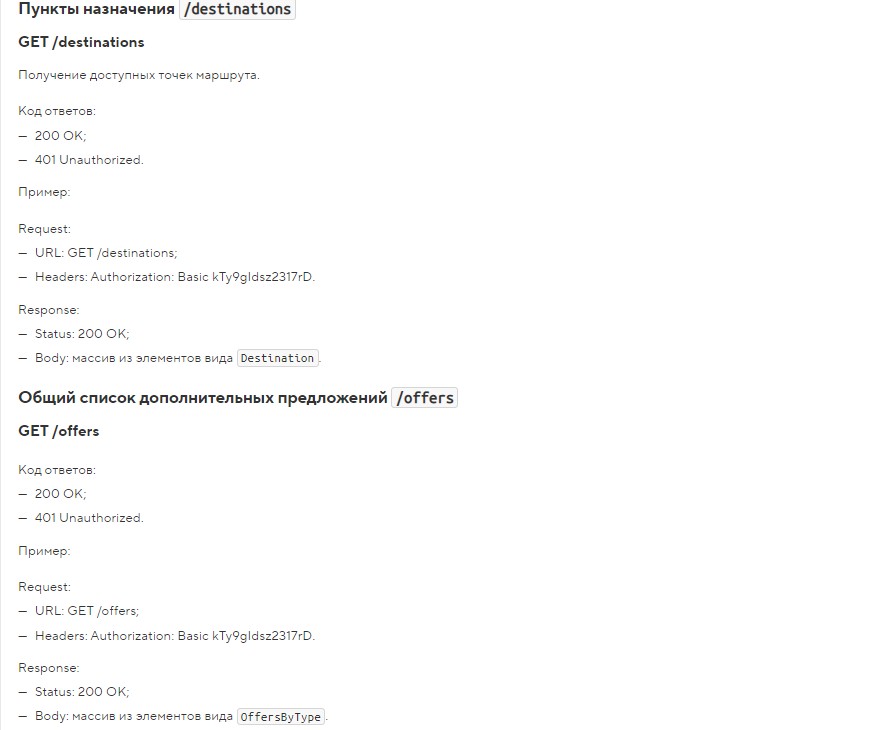 Пункты назначения /destinations
GET /destinations
Получение доступных точек маршрута.
Код ответов:
— 200 OK;
— 401 Unauthorized.
Пример:
Request:
— URL: GET /destinations;
— Headers: Authorization: Basic kTy9gIdsz2317rD.
Response:
— Status: 200 OK;
— Body: массив из элементов вида Destination.
Общий список дополнительных предложений /offers
GET /offers
Код ответов:
— 200 OK;
— 401 Unauthorized.
Пример:
Request:
— URL: GET /offers;
— Headers: Authorization: Basic kTy9gIdsz2317rD.
Response:
— Status: 200 OK;
— Body: массив из элементов вида OffersByType.